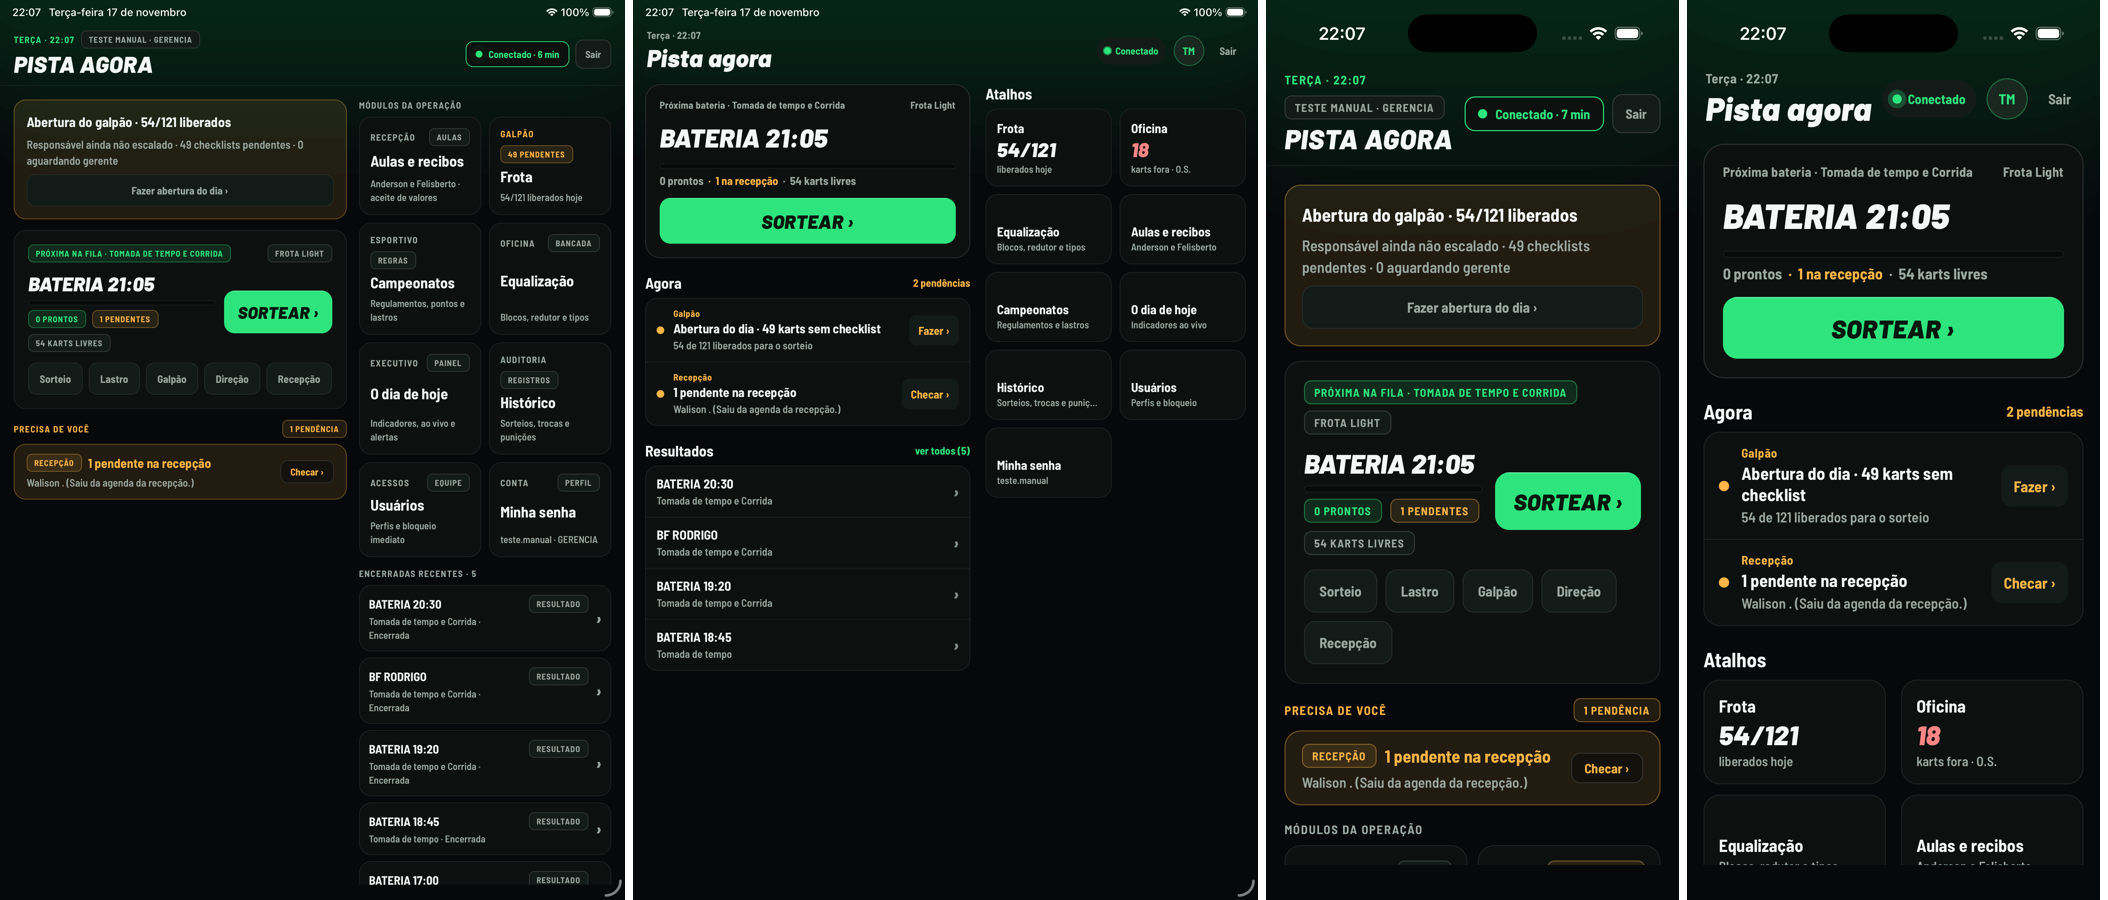 22:07 Terça-feira 17 de novembro
100%
TERÇA · 22:07 TESTE MANUAL · GERENCIA
PISTA AGORA
Conectado · 6 min
Sair
Abertura do galpão · 54/121 liberados
Responsável ainda não escalado · 49 checklists pendentes · 0
aguardando gerente
Fazer abertura do dia ›
PRÓXIMA NA FILA · TOMADA DE TEMPO E CORRIDA
FROTA LIGHT
BATERIA 21:05
0 PRONTOS
1 PENDENTES
54 KARTS LIVRES
SORTEAR ›
Sorteio
Lastro
Galpão
Direção
Recepção
PRECISA DE VOCÊ
1 PENDÊNCIA
RECEPÇÃO 1 pendente na recepção
Walison . (Saiu da agenda da recepção.)
Checar ›
MÓDULOS DA OPERAÇÃO
RECEPÇÃO
AULAS
Aulas e recibos
Anderson e Felisberto ·
aceite de valores
GALPÃO
49 PENDENTES
Frota
54/121 liberados hoje
ESPORTIVO
REGRAS
Campeonatos
Regulamentos, pontos e
lastros
OFICINA
BANCADA
Equalização
Blocos, redutor e tipos
EXECUTIVO
PAINEL
O dia de hoje
Indicadores, ao vivo e
alertas
AUDITORIA
REGISTROS
Histórico
Sorteios, trocas e
punições
ACESSOS
EQUIPE
Usuários
Perfis e bloqueio
imediato
CONTA
PERFIL
Minha senha
teste.manual · GERENCIA
ENCERRADAS RECENTES · 5
BATERIA 20:30
RESULTADO
Tomada de tempo e Corrida ·
Encerrada
›
BF RODRIGO
RESULTADO
Tomada de tempo e Corrida ·
Encerrada
›
BATERIA 19:20
RESULTADO
Tomada de tempo e Corrida ·
Encerrada
›
BATERIA 18:45
RESULTADO
Tomada de tempo · Encerrada
›
BATERIA 17:00
RESULTADO
22:07 Terça-feira 17 de novembro
100%
Terça · 22:07
Pista agora
Conectado
TM
Sair
Próxima bateria · Tomada de tempo e Corrida
Frota Light
BATERIA 21:05
0 prontos · 1 na recepção · 54 karts livres
SORTEAR ›
Agora
2 pendências
Galpão
Abertura do dia · 49 karts sem checklist
54 de 121 liberados para o sorteio
Fazer ›
Recepção
1 pendente na recepção
Walison . (Saiu da agenda da recepção.)
Checar ›
Resultados
ver todos (5)
BATERIA 20:30
Tomada de tempo e Corrida
›
BF RODRIGO
Tomada de tempo e Corrida
›
BATERIA 19:20
Tomada de tempo e Corrida
›
BATERIA 18:45
Tomada de tempo
›
Atalhos
Frota
54/121
liberados hoje
Oficina
18
karts fora · O.S.
Equalização
Blocos, redutor e tipos
Aulas e recibos
Anderson e Felisberto
Campeonatos
Regulamentos e lastros
O dia de hoje
Indicadores ao vivo
Histórico
Sorteios, trocas e puniç...
Usuários
Perfis e bloqueio
Minha senha
teste.manual
22:07
TERÇA · 22:07
TESTE MANUAL · GERENCIA
PISTA AGORA
Conectado · 7 min
Sair
Abertura do galpão · 54/121 liberados
Responsável ainda não escalado · 49 checklists
pendentes · 0 aguardando gerente
Fazer abertura do dia ›
PRÓXIMA NA FILA · TOMADA DE TEMPO E CORRIDA
FROTA LIGHT
BATERIA 21:05
0 PRONTOS
1 PENDENTES
54 KARTS LIVRES
SORTEAR ›
Sorteio
Lastro
Galpão
Direção
Recepção
PRECISA DE VOCÊ
1 PENDÊNCIA
RECEPÇÃO 1 pendente na recepção
Walison . (Saiu da agenda da recepção.)
Checar ›
MÓDULOS DA OPERAÇÃO
22:07
Terça · 22:07
Pista agora
Conectado
TM
Sair
Próxima bateria · Tomada de tempo e Corrida
Frota Light
BATERIA 21:05
0 prontos · 1 na recepção · 54 karts livres
SORTEAR ›
Agora
2 pendências
Galpão
Abertura do dia · 49 karts sem
checklist
54 de 121 liberados para o sorteio
Fazer ›
Recepção
1 pendente na recepção
Walison . (Saiu da agenda da recepção.)
Checar ›
Atalhos
Frota
54/121
liberados hoje
Oficina
18
karts fora · O.S.
Equalização
Aulas e recibos